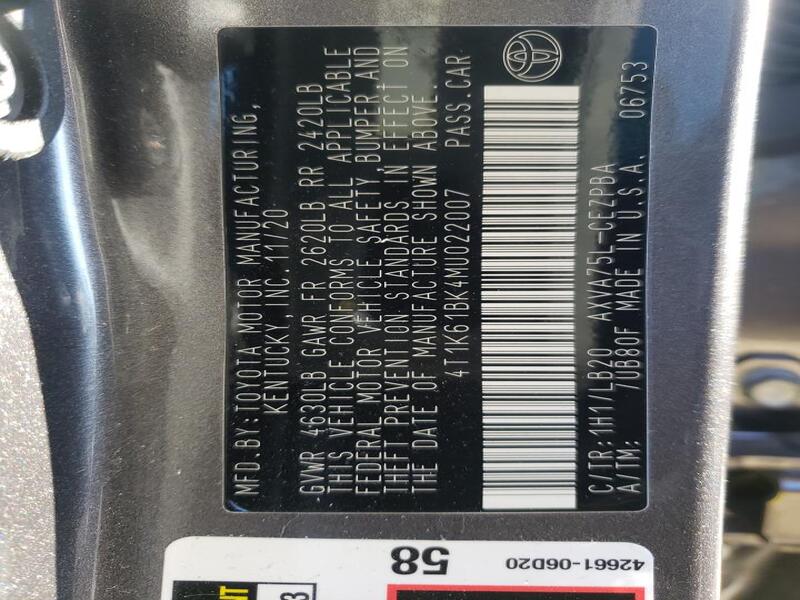 MFD.BY:TOYOTA MOTOR MANUFACTURING,
KENTUCKY, INC. 11/20
GVWR 4630LB GAWR FR 2620LB RR 2420LB
THIS VEHICLE CONFORMS TO ALL APPLICABLE
FEDERAL MOTOR VEHICLE SAFETY, BUMPER AND
THEFT PREVENTION STANDARDS IN EFFECT ON
THE DATE OF MANUFACTURE SHOWN ABOVE.
4T1K61BK4MU022007 PASS.CAR
C/TR:1H1/LB20 AXVA75L-CEZPBA 06753
A/TM: 7UB80F MADE IN U.S.A.
58
42661-06D20
NT
3